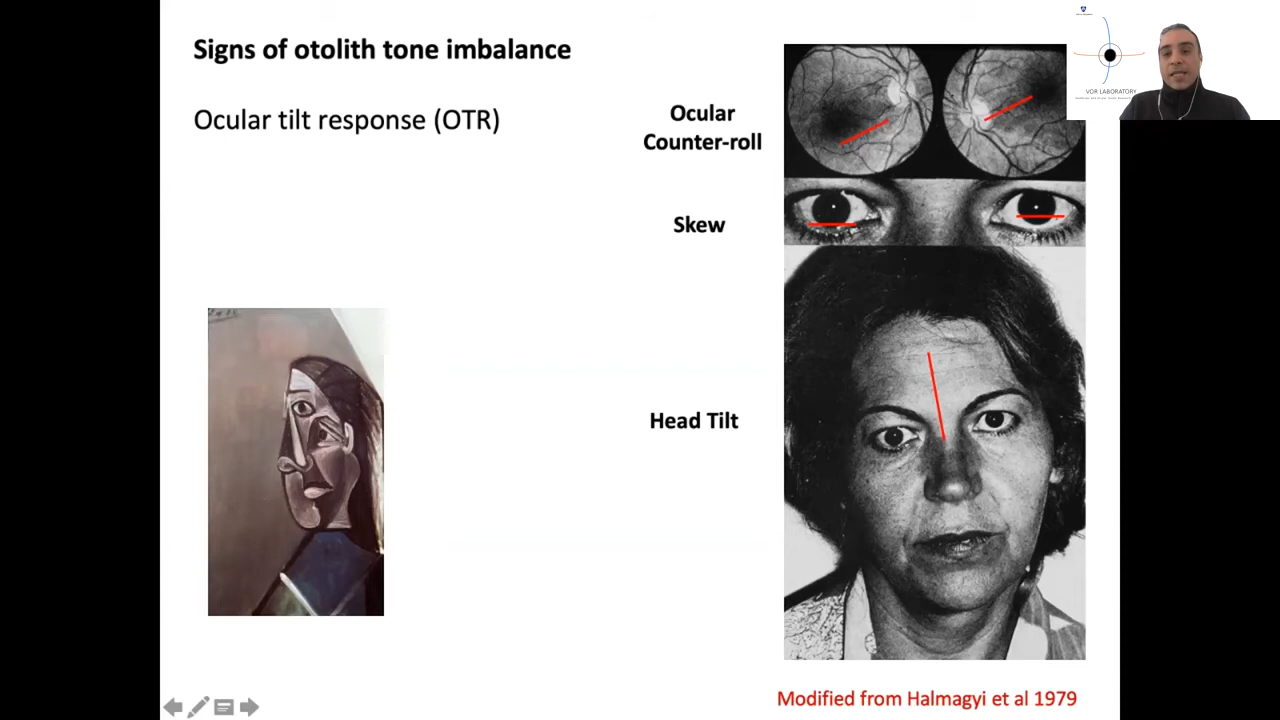 Signs of otolith tone imbalance
Ocular tilt response (OTR)
Ocular
Counter-roll
Skew
Head Tilt
Modified from Halmagyi et al 1979
VOR LABORATORY